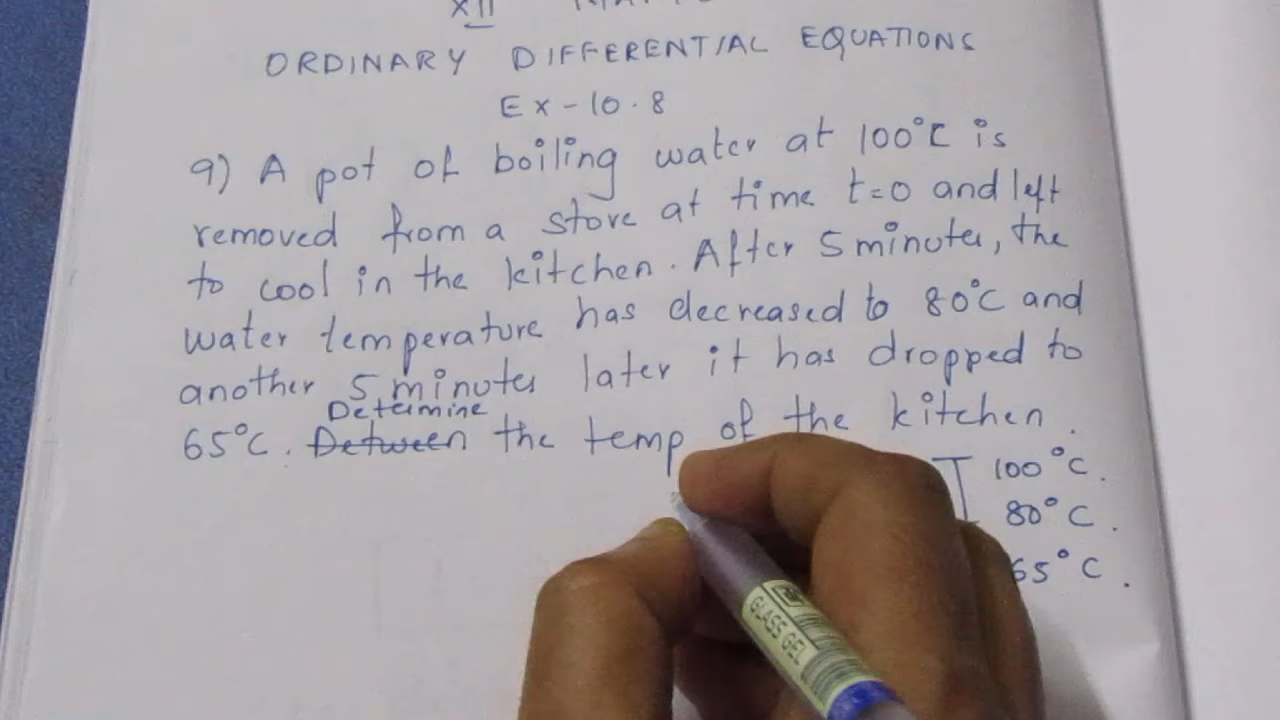 XII
ORDINARY DIFFERENTIAL EQUATIONS
Ex - 10.8
9) A pot of boiling water at 100°C is
removed from a stove at time t=0 and left
to cool in the kitchen. After 5 minutes, the
water temperature has decreased to 80°C and
another 5 minutes later it has dropped to
Determine
65°C. Between the temp of the kitchen.
T 100°C.
80°C.
65°C.
GLASS GEL